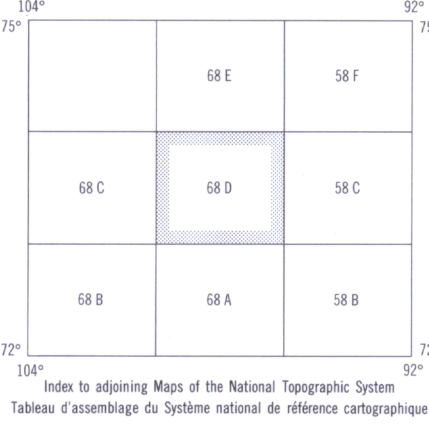 104° 92°
75° 75
68 E 58 F
68 C 68 D 58 C
68 B 68 A 58 B
72° 72
104° 92°
Index to adjoining Maps of the National Topographic System
Tableau d'assemblage du Système national de référence cartographique